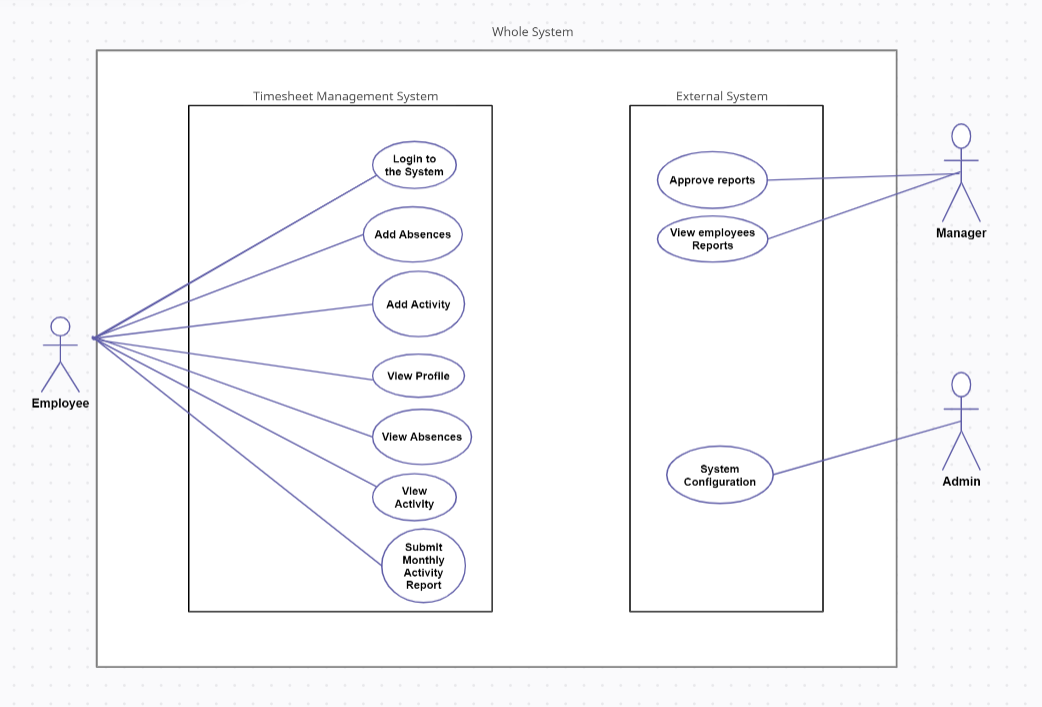 Whole System
Timesheet Management System
Login to
the System
Add Absences
Add Activity
View Profile
View Absences
View
Activity
Submit
Monthly
Activity
Report
Employee
External System
Approve reports
View employees
Reports
System
Configuration
Manager
Admin